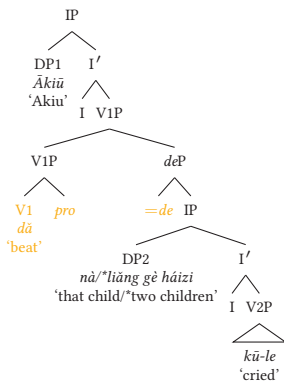 IP
DP1 I′
Ākiū
‘Akiu’
I V1P
V1P deP
V1 pro =de IP
dǎ
‘beat’
DP2 I′
nà/*liǎng gè háizi
‘that child/*two children’
I V2P
kū-le
‘cried’